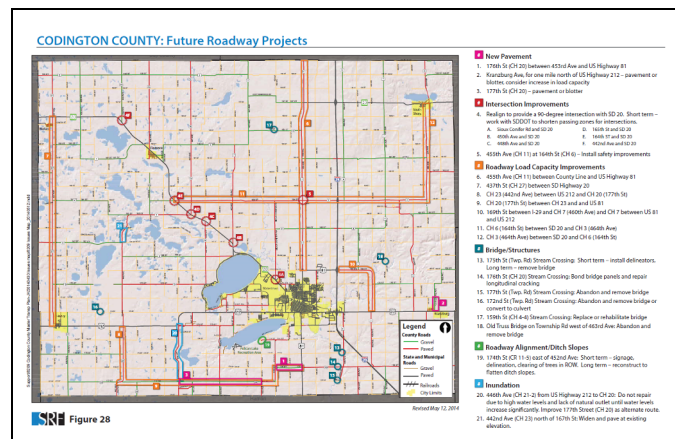 CODINGTON COUNTY: Future Roadway Projects
# New Pavement
1. 176th St (CH 20) between 453rd Ave and US Highway 81
2. Kranzburg Ave, for one mile north of US Highway 212 – pavement or
blotter, consider increase in load capacity
3. 177th St (CH 20) – pavement or blotter
# Intersection Improvements
4. Realign to provide a 90-degree intersection with SD 20. Short term –
work with SDDOT to shorten passing zones for intersections.
A. Sioux Conifer Rd and SD 20
D. 165th St and SD 20
B. 450th Ave and SD 20
E. 164th ST and SD 20
C. 448th Ave and SD 20
F. 442nd Ave and SD 20
5. 455th Ave (CH 11) at 164th St (CH 6) – Install safety improvements
# Roadway Load Capacity Improvements
6. 455th Ave (CH 11) between County Line and US Highway 81
7. 437th St (CH 27) between SD Highway 20
8. CH 23 (442nd Ave) between US 212 and CH 20 (177th St)
9. CH 20 (177th St) between CH 23 and US 81
10. 169th St between I-29 and CH 7 (460th Ave) and CH 7 between US 81
and US 212
11. CH 6 (164th St) between SD 20 and CH 3 (464th Ave)
12. CH 3 (464th Ave) between SD 20 and CH 6 (164th St)
# Bridge/Structures
13. 175th St (Twp. Rd) Stream Crossing: Short term – install delineators.
Long term – remove bridge
14. 176th St (CH 20) Stream Crossing: Bond bridge panels and repair
longitudinal cracking
15. 177th St (Twp. Rd) Stream Crossing: Abandon and remove bridge
16. 172nd St (Twp. Rd) Stream Crossing: Abandon and remove bridge or
convert to culvert
17. 159th St (CH 6-4) Stream Crossing: Replace or rehabilitate bridge
18. Old Truss Bridge on Township Rd west of 463rd Ave: Abandon and
remove bridge
# Roadway Alignment/Ditch Slopes
19. 174th St (CR 11-5) east of 452nd Ave: Short term – signage,
delineation, clearing of trees in ROW. Long term – reconstruct to
flatten ditch slopes.
# Inundation
20. 446th Ave (CH 21-2) from US Highway 212 to CH 20: Do not repair
due to high water levels and lack of natural outlet until water levels
increase significantly. Improve 177th Street (CH 20) as alternate route.
21. 442nd Ave (CH 23) north of 167th St: Widen and pave at existing
elevation.
Legend
County Roads
Gravel
Paved
State and Municipal
Roads
Gravel
Paved
Railroads
City Limits
Revised May 12, 2014
SRF Figure 28